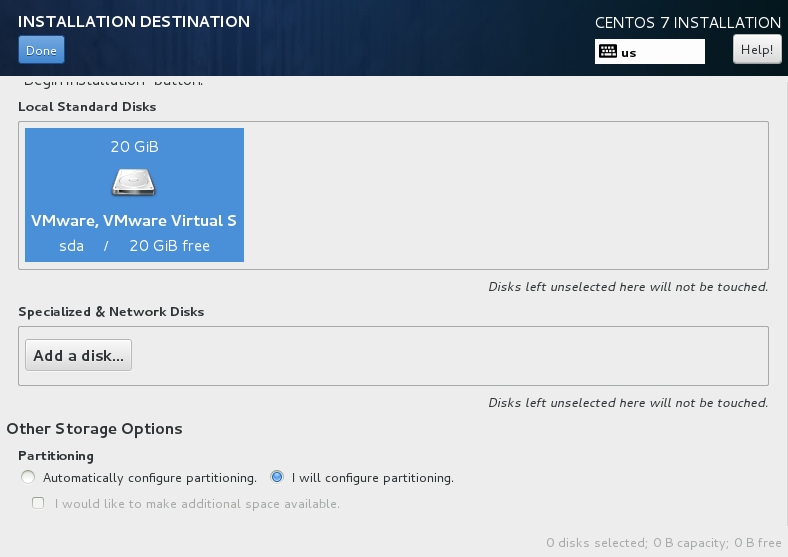 INSTALLATION DESTINATION
CENTOS 7 INSTALLATION
Done
us
Help!
"Begin Installation" button.
Local Standard Disks
20 GiB
VMware, VMware Virtual S
sda / 20 GiB free
Disks left unselected here will not be touched.
Specialized & Network Disks
Add a disk...
Disks left unselected here will not be touched.
Other Storage Options
Partitioning
Automatically configure partitioning. I will configure partitioning.
I would like to make additional space available.
0 disks selected; 0 B capacity; 0 B free